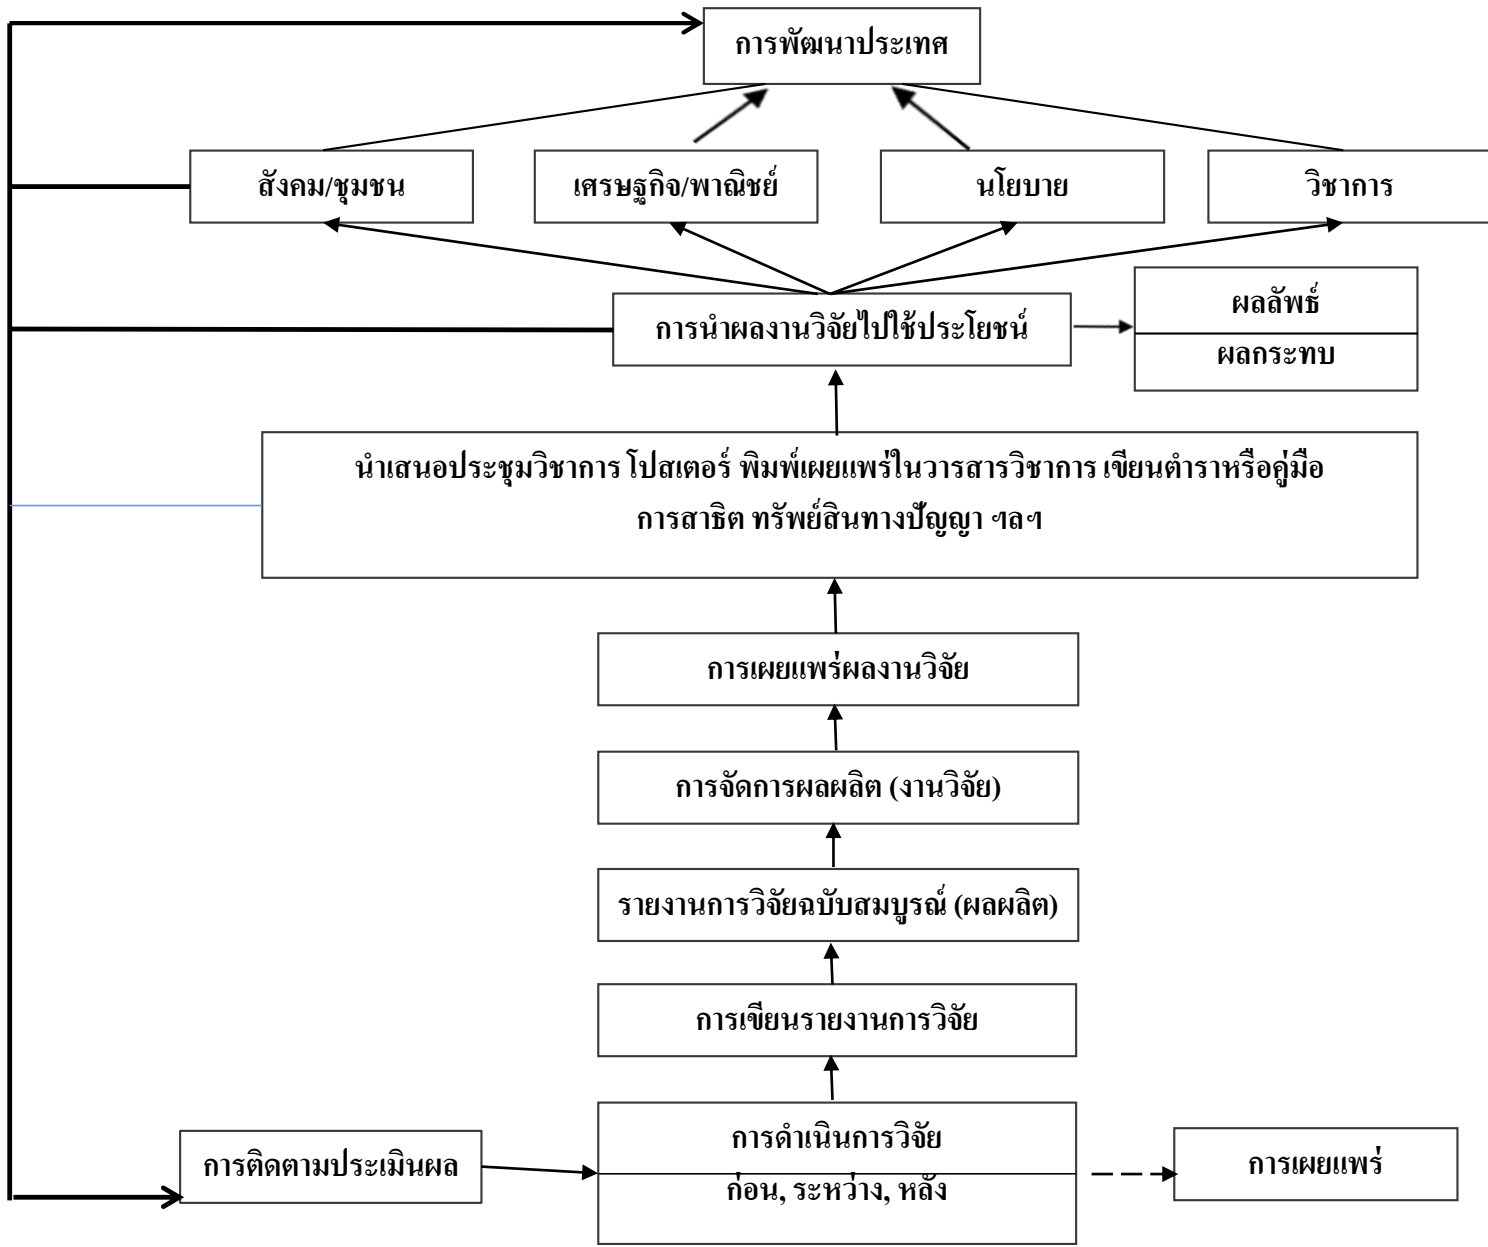 การพัฒนาประเทศ
สังคม/ชุมชน
เศรษฐกิจ/พาณิชย์
นโยบาย
วิชาการ
การนำผลงานวิจัยไปใช้ประโยชน์
ผลลัพธ์
ผลกระทบ
นำเสนอประชุมวิชาการ โปสเตอร์ พิมพ์เผยแพร่ในวารสารวิชาการ เขียนตำราหรือคู่มือ
การสาธิต ทรัพย์สินทางปัญญา ฯลฯ
การเผยแพร่ผลงานวิจัย
การจัดการผลผลิต (งานวิจัย)
รายงานการวิจัยฉบับสมบูรณ์ (ผลผลิต)
การเขียนรายงานการวิจัย
การติดตามประเมินผล
การดำเนินการวิจัย
ก่อน, ระหว่าง, หลัง
การเผยแพร่